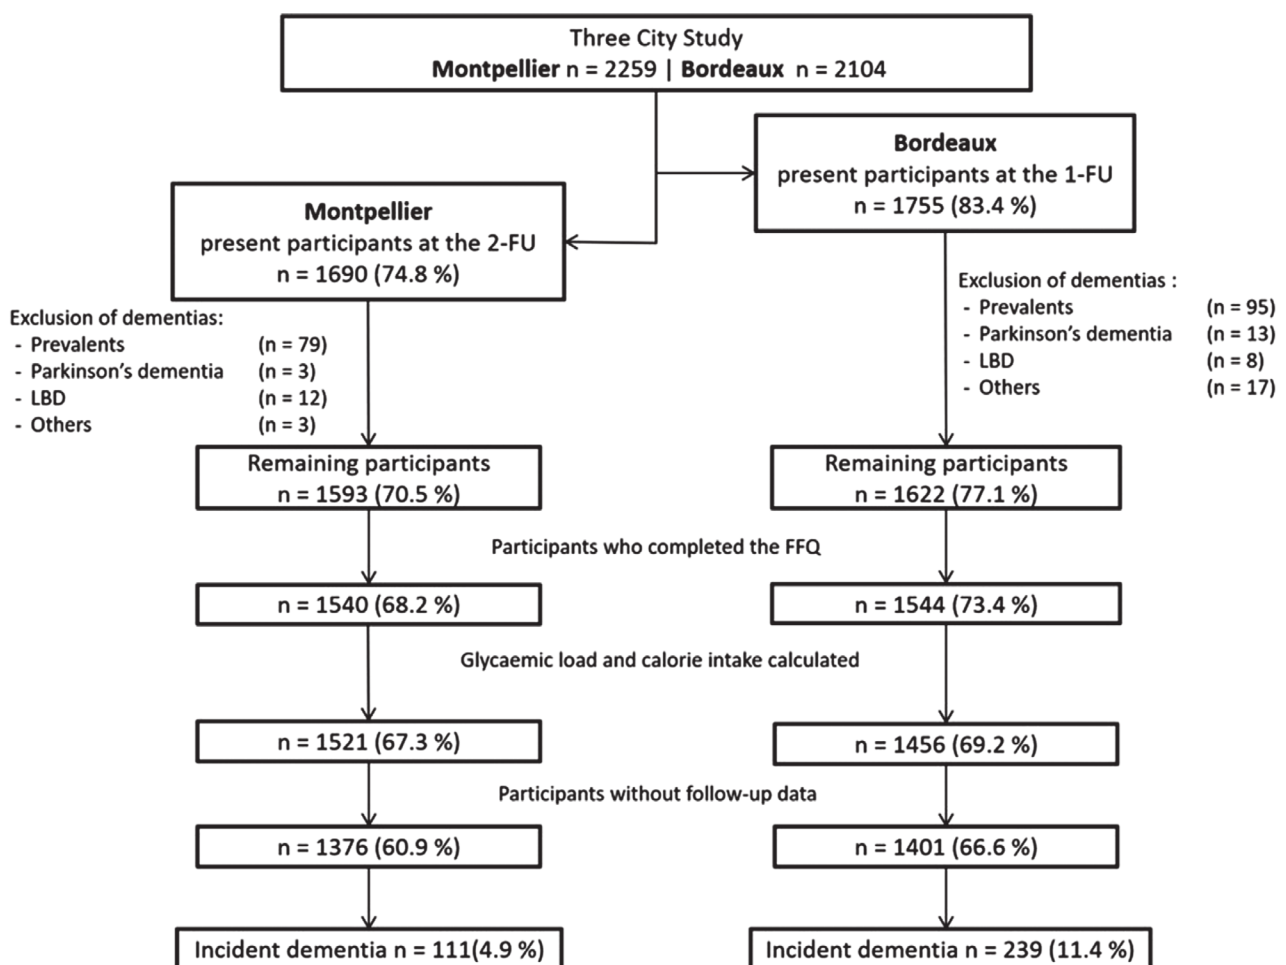 Three City Study
Montpellier n = 2259 | Bordeaux n = 2104
Bordeaux
present participants at the 1-FU
n = 1755 (83.4 %)
Montpellier
present participants at the 2-FU
n = 1690 (74.8 %)
Exclusion of dementias :
- Prevalents (n = 95)
- Parkinson's dementia (n = 13)
- LBD (n = 8)
- Others (n = 17)
Exclusion of dementias:
- Prevalents (n = 79)
- Parkinson's dementia (n = 3)
- LBD (n = 12)
- Others (n = 3)
Remaining participants
n = 1593 (70.5 %)
Remaining participants
n = 1622 (77.1 %)
Participants who completed the FFQ
n = 1540 (68.2 %)
n = 1544 (73.4 %)
Glycaemic load and calorie intake calculated
n = 1521 (67.3 %)
n = 1456 (69.2 %)
Participants without follow-up data
n = 1376 (60.9 %)
n = 1401 (66.6 %)
Incident dementia n = 111(4.9 %)
Incident dementia n = 239 (11.4 %)